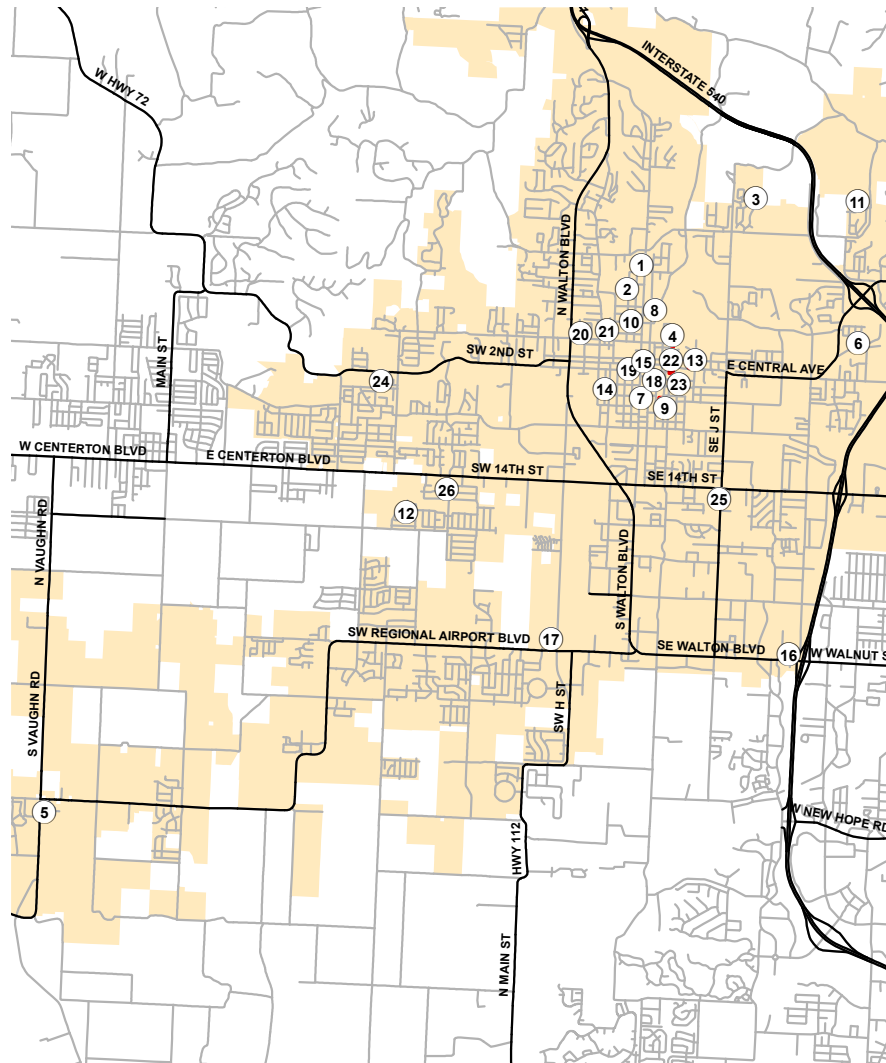 W HWY 72
INTERSTATE 540
3
11
N WALTON BLVD
1
2
8
10
21
20
4
6
MAIN ST
SW 2ND ST
15
22
13
19
E CENTRAL AVE
24
18
23
14
7
9
SE J ST
W CENTERTON BLVD
E CENTERTON BLVD
SW 14TH ST
SE 14TH ST
26
25
12
N VAUGHN RD
S WALTON BLVD
SW REGIONAL AIRPORT BLVD
17
SE WALTON BLVD
16
W WALNUT S
S VAUGHN RD
SW H ST
5
W NEW HOPE RD
HWY 112
N MAIN ST